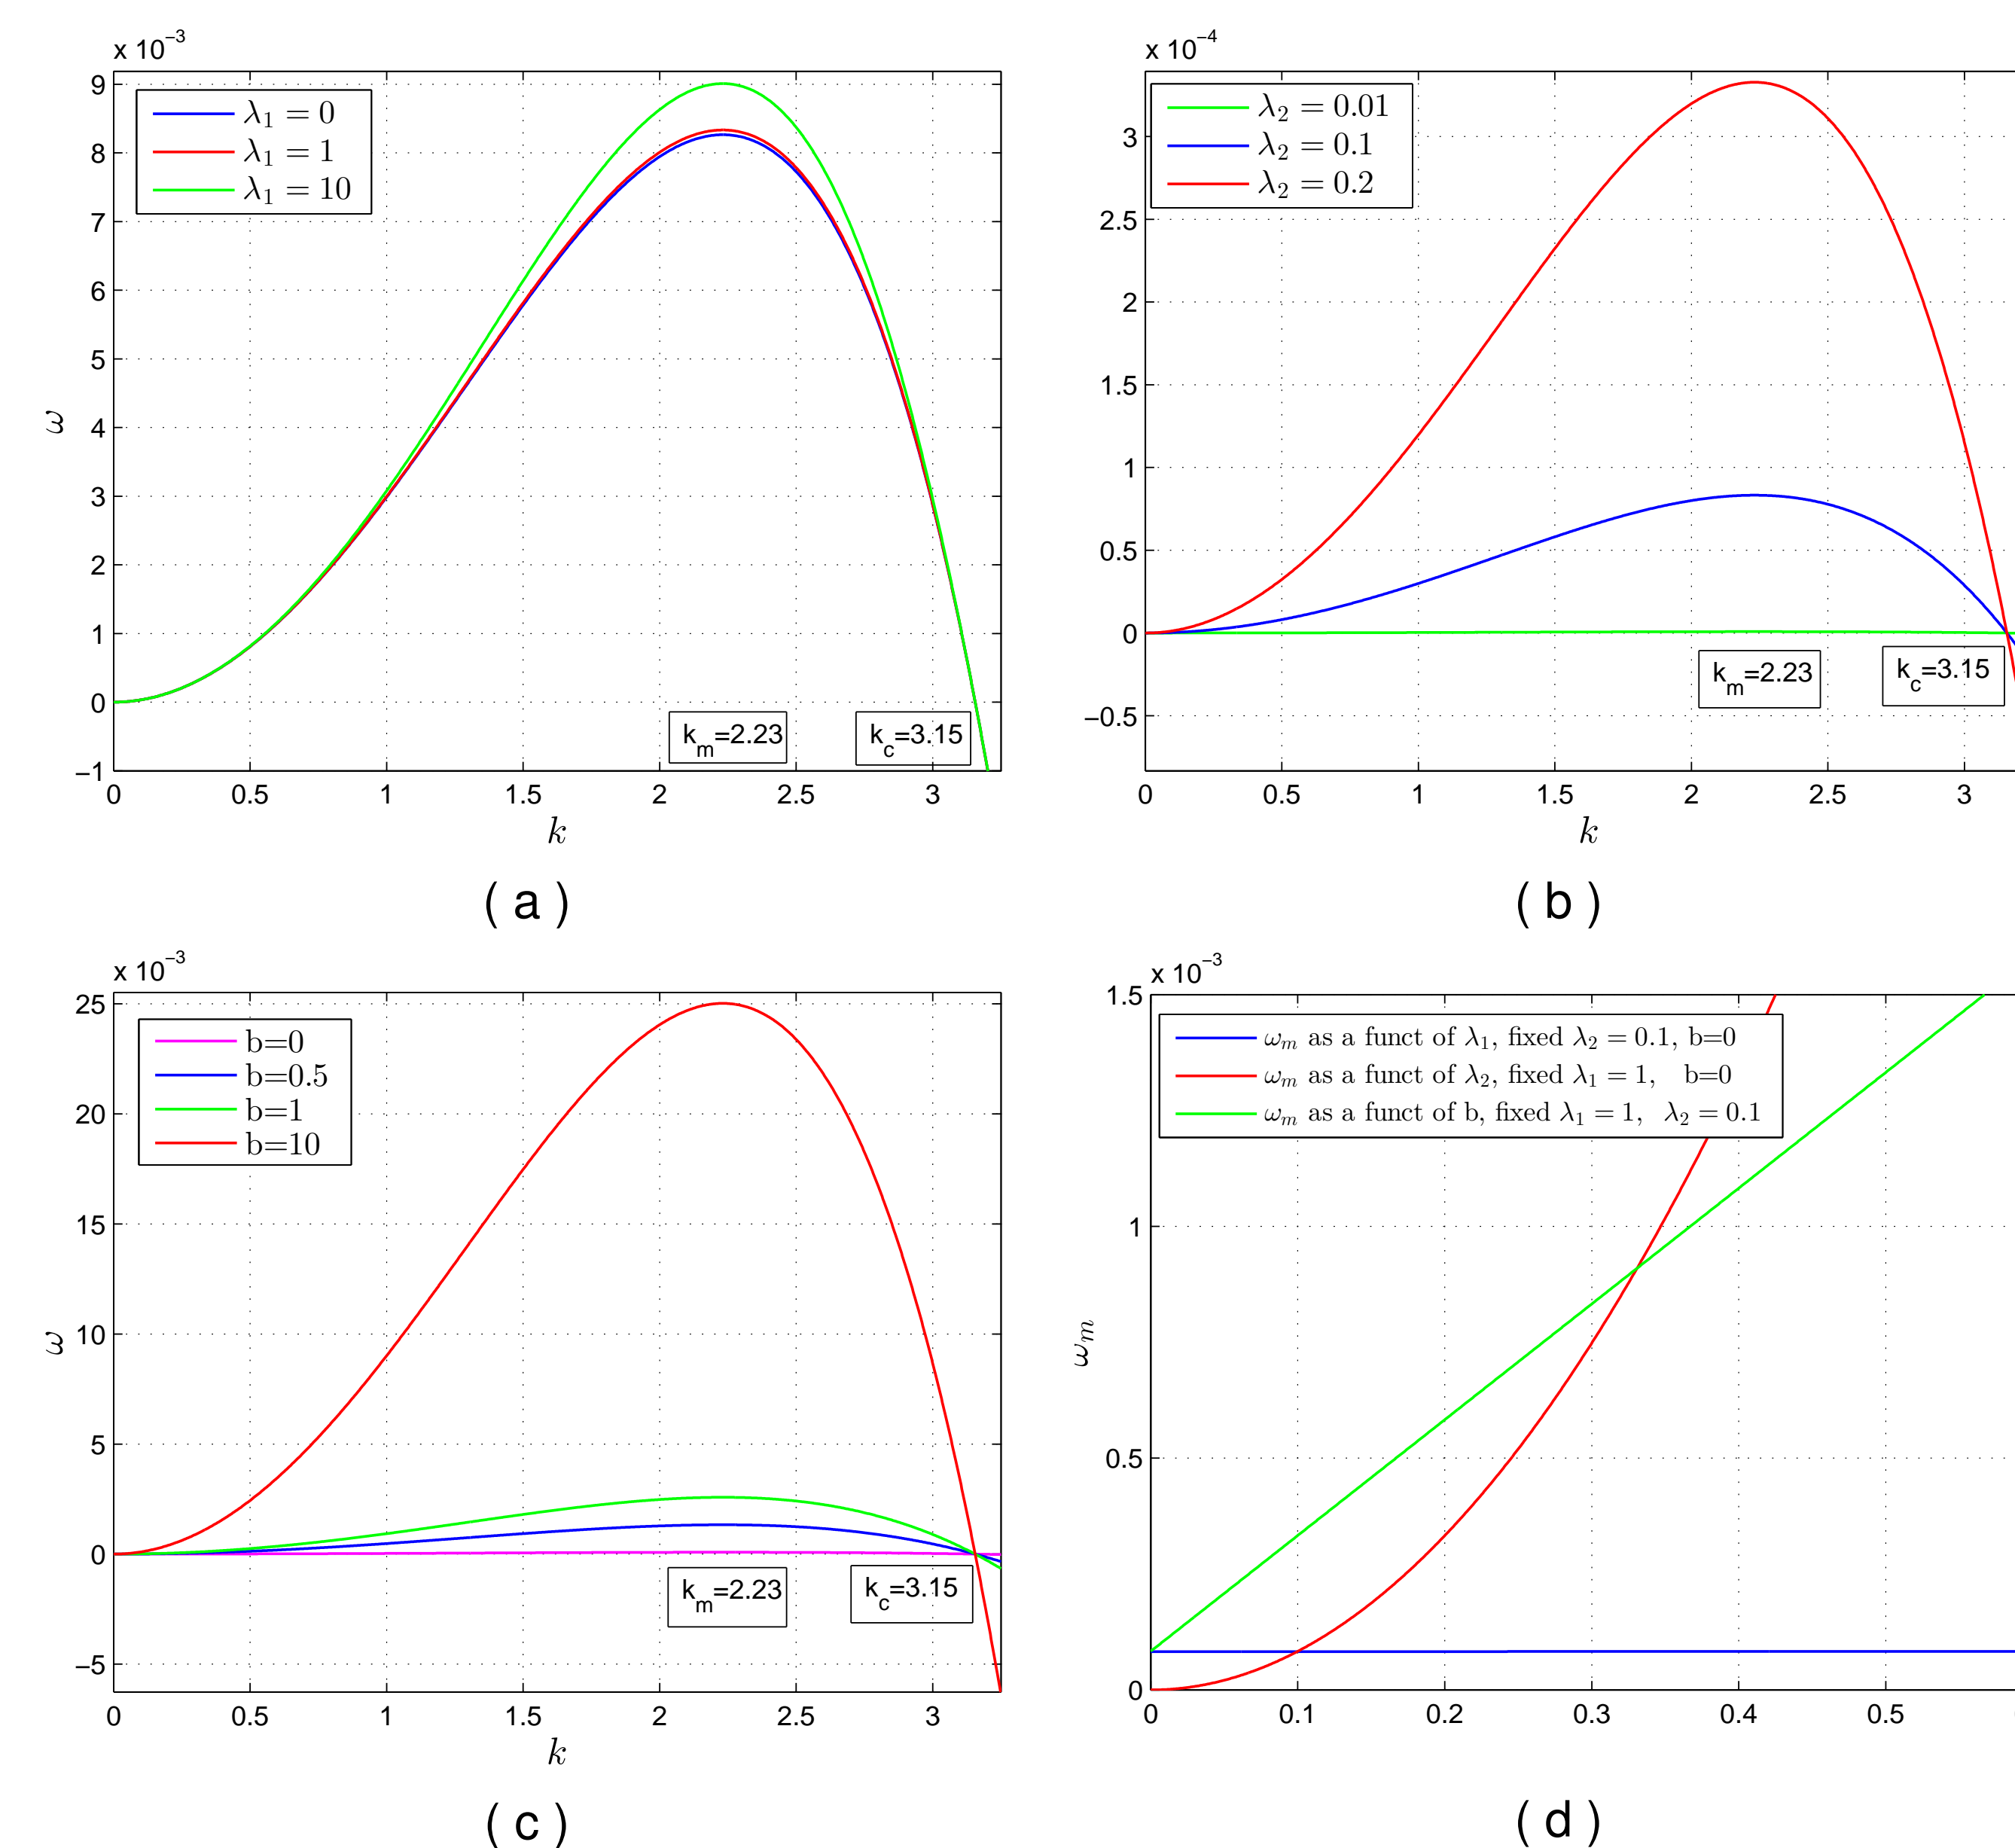 x 10⁻³
9
8
7
6
5
4
3
2
1
0
−1
ω
λ₁ = 0
λ₁ = 1
λ₁ = 10
kₘ=2.23
k_c=3.15
0 0.5 1 1.5 2 2.5 3
k
( a )
x 10⁻⁴
3
2.5
2
1.5
1
0.5
0
−0.5
λ₂ = 0.01
λ₂ = 0.1
λ₂ = 0.2
kₘ=2.23
k_c=3.15
0 0.5 1 1.5 2 2.5 3
k
( b )
x 10⁻³
25
20
15
10
5
0
−5
ω
b=0
b=0.5
b=1
b=10
kₘ=2.23
k_c=3.15
0 0.5 1 1.5 2 2.5 3
k
( c )
x 10⁻³
1.5
1
0.5
0
ωₘ
ωₘ as a funct of λ₁, fixed λ₂ = 0.1, b=0
ωₘ as a funct of λ₂, fixed λ₁ = 1, b=0
ωₘ as a funct of b, fixed λ₁ = 1, λ₂ = 0.1
0 0.1 0.2 0.3 0.4 0.5
( d )